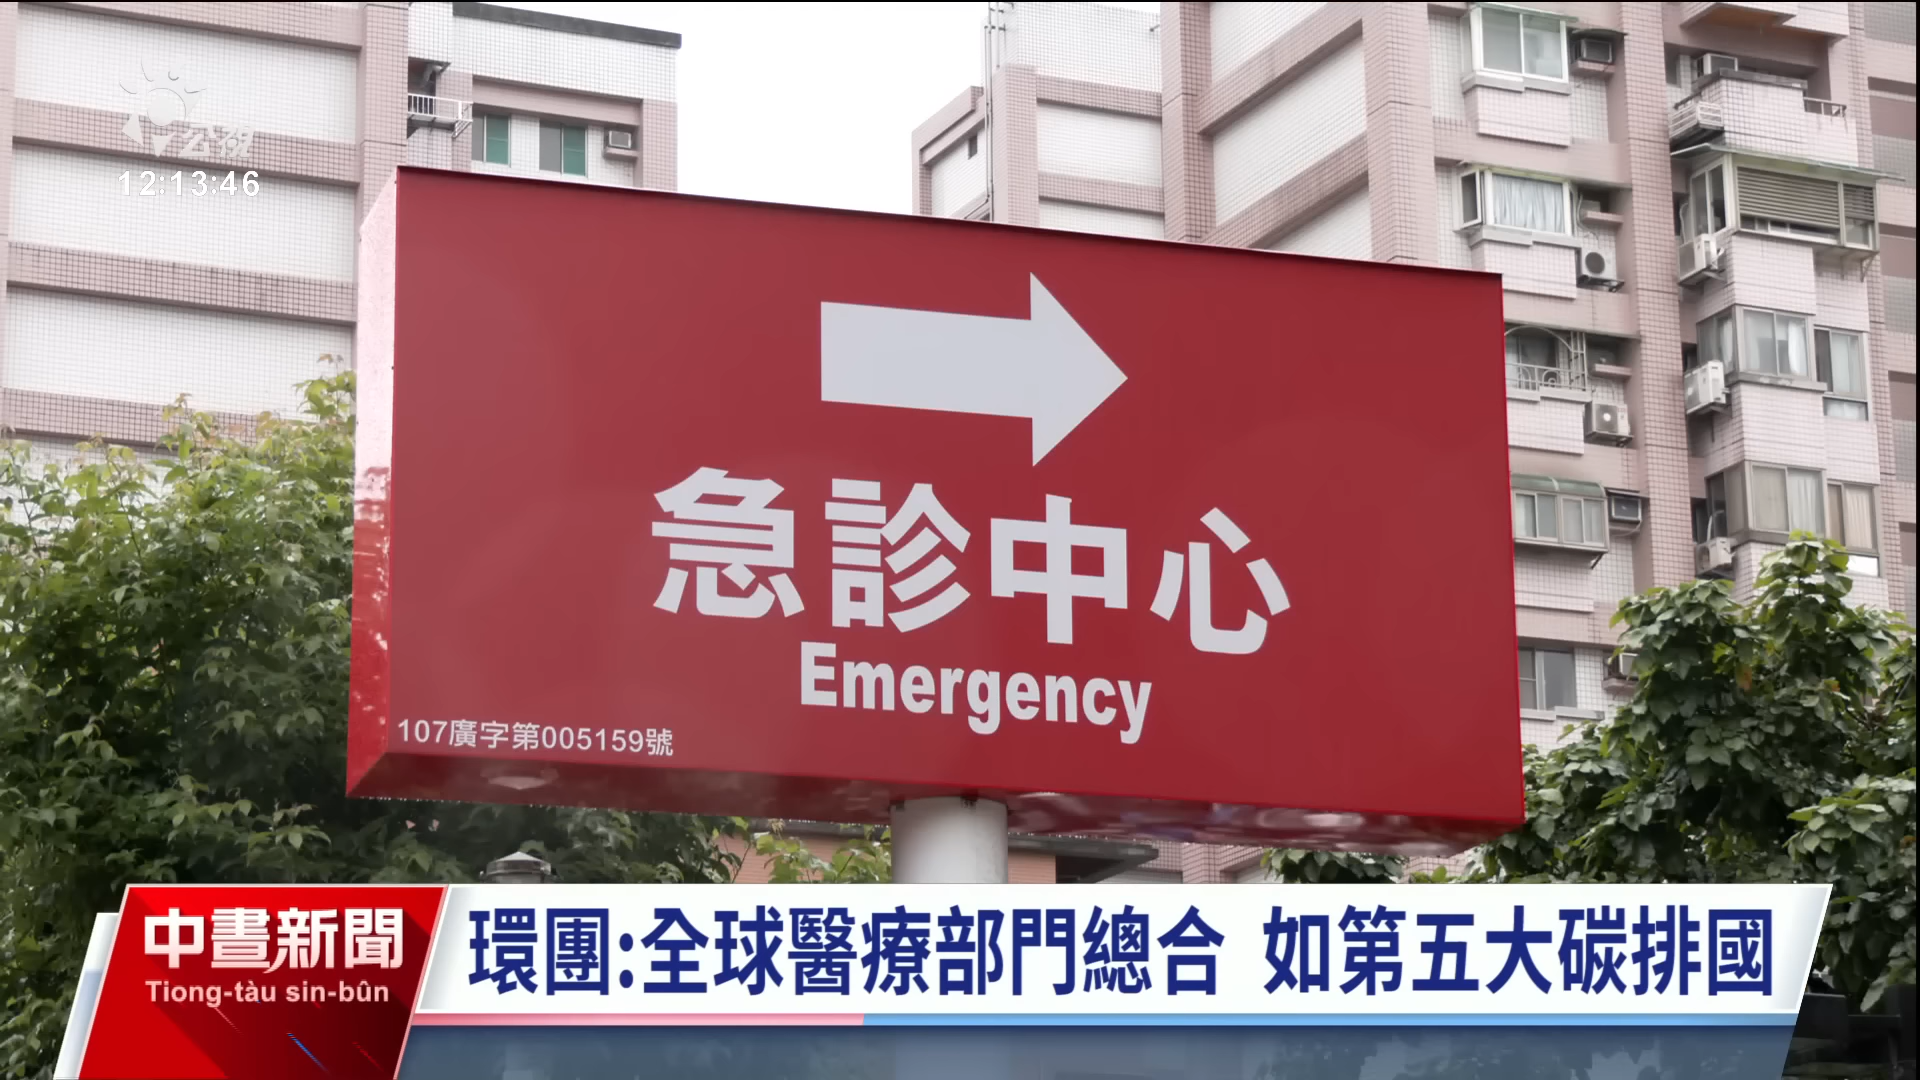 公視
12:13:46
急診中心
Emergency
107廣字第005159號
中晝新聞
Tiong-tàu sin-bûn
環團:全球醫療部門總合 如第五大碳排國